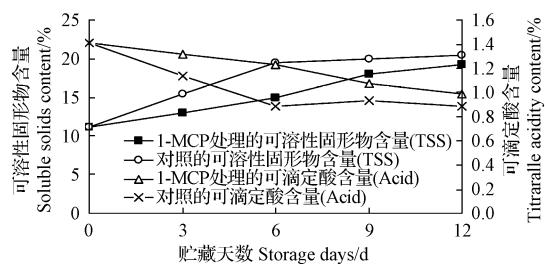 可溶性固形物含量
Soluble solids content/%
25
20
15
10
5
0
1.6
1.4
1.2
1.0
0.8
0.6
0.4
0.2
0.0
可滴定酸含量
Titraralle acidity content/%
1-MCP处理的可溶性固形物含量(TSS)
对照的可溶性固形物含量(TSS)
1-MCP处理的可滴定酸含量(Acid)
对照的可滴定酸含量(Acid)
0 3 6 9 12
贮藏天数 Storage days/d